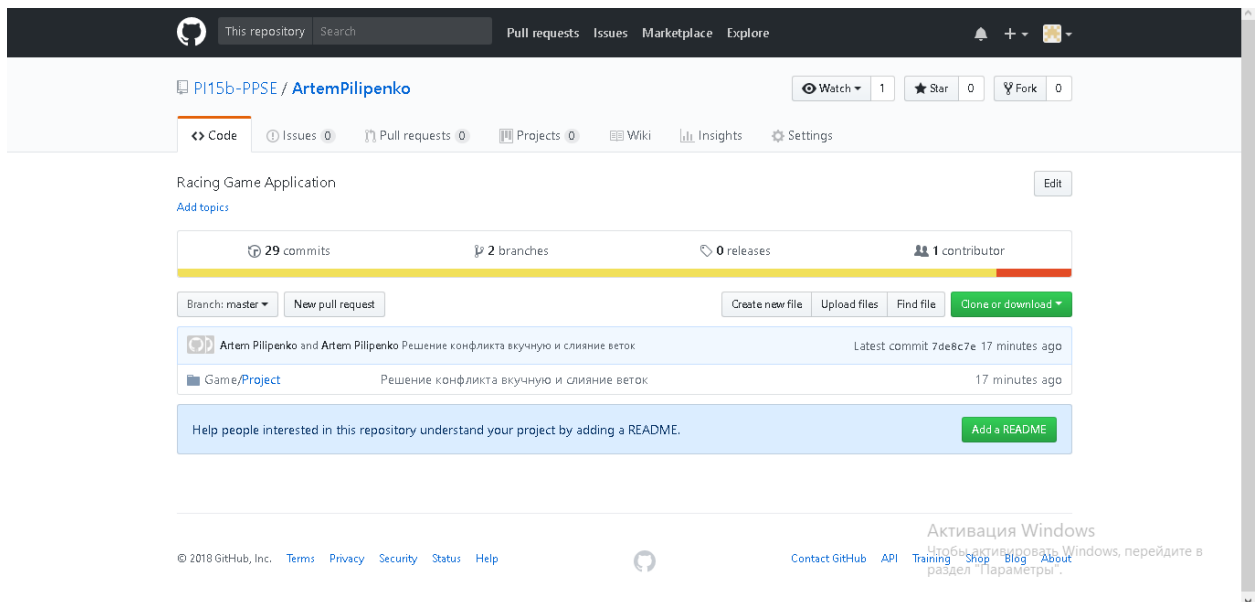 This repository Search Pull requests Issues Marketplace Explore
PI15b-PPSE / ArtemPilipenko Watch 1 Star 0 Fork 0
Code Issues 0 Pull requests 0 Projects 0 Wiki Insights Settings
Racing Game Application Edit
Add topics
29 commits 2 branches 0 releases 1 contributor
Branch: master New pull request Create new file Upload files Find file Clone or download
Artem Pilipenko and Artem Pilipenko Решение конфликта вкучную и слияние веток Latest commit 7de8c7e 17 minutes ago
Game/Project Решение конфликта вкучную и слияние веток 17 minutes ago
Help people interested in this repository understand your project by adding a README. Add a README
Активация Windows
Чтобы активировать Windows, перейдите в
раздел "Параметры".
© 2018 GitHub, Inc. Terms Privacy Security Status Help Contact GitHub API Training Shop Blog About